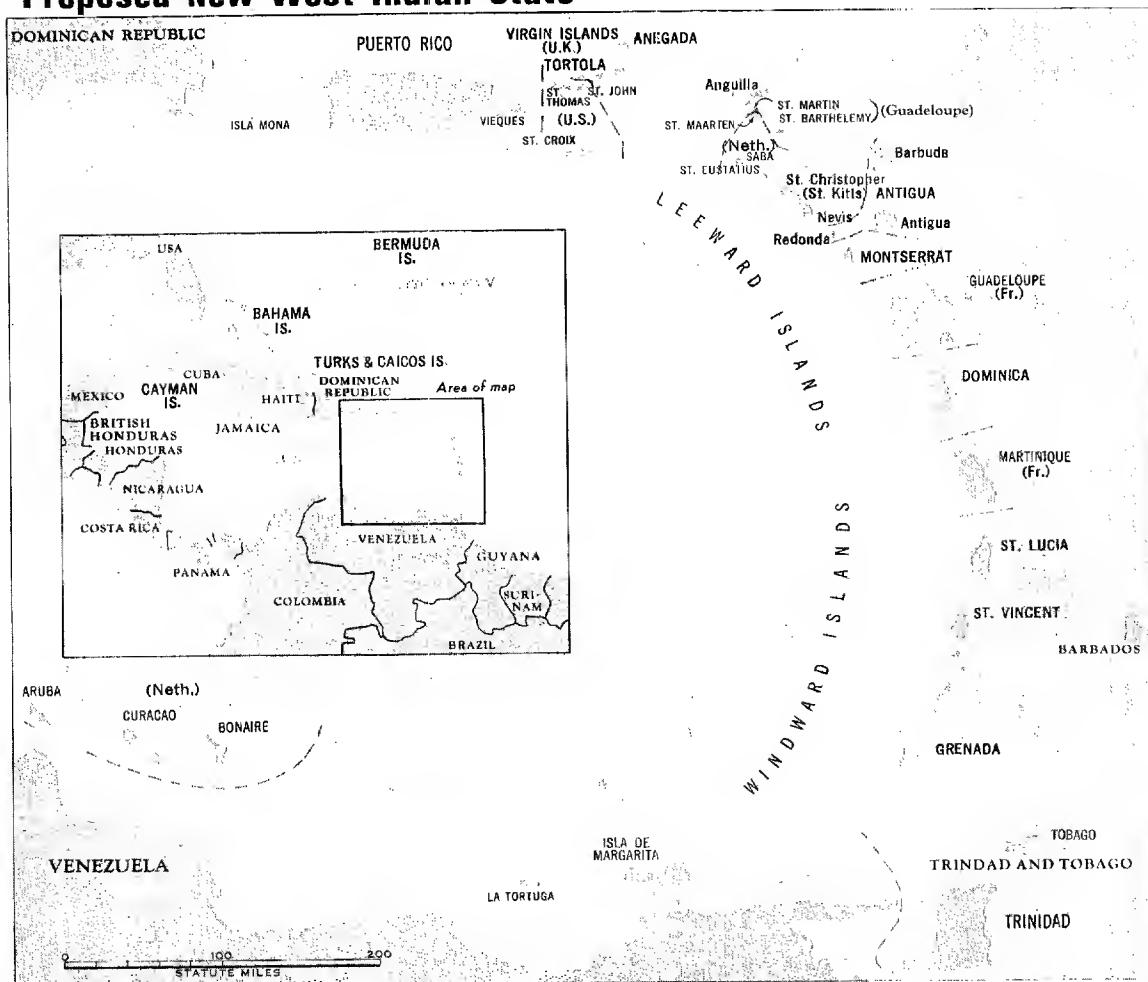 Proposed New West Indian State
DOMINICAN REPUBLIC
PUERTO RICO
VIRGIN ISLANDS
(U.K.)
ANEGADA
TORTOLA
ST.
THOMAS
ST. JOHN
(U.S.)
VIEQUES
ST. CROIX
ISLA MONA
Anguilla
ST. MARTIN
ST. BARTHELEMY
(Guadeloupe)
ST. MAARTEN
(Neth.)
SABA
ST. EUSTATIUS
Barbuda
St. Christopher
(St. Kitts)
ANTIGUA
Nevis
Antigua
Redonda
MONTSERRAT
LEEWARD ISLANDS
GUADELOUPE
(Fr.)
DOMINICA
MARTINIQUE
(Fr.)
ST. LUCIA
ST. VINCENT
BARBADOS
WINDWARD ISLANDS
GRENADA
USA
BERMUDA
IS.
BAHAMA
IS.
TURKS & CAICOS IS.
CUBA
DOMINICAN
REPUBLIC
Area of map
MEXICO
CAYMAN
IS.
HAITI
JAMAICA
BRITISH
HONDURAS
HONDURAS
NICARAGUA
COSTA RICA
PANAMA
VENEZUELA
GUYANA
COLOMBIA
SURI-
NAM
BRAZIL
ARUBA
(Neth.)
CURACAO
BONAIRE
VENEZUELA
ISLA DE
MARGARITA
LA TORTUGA
TOBAGO
TRINIDAD AND TOBAGO
TRINIDAD
0 100 200
STATUTE MILES